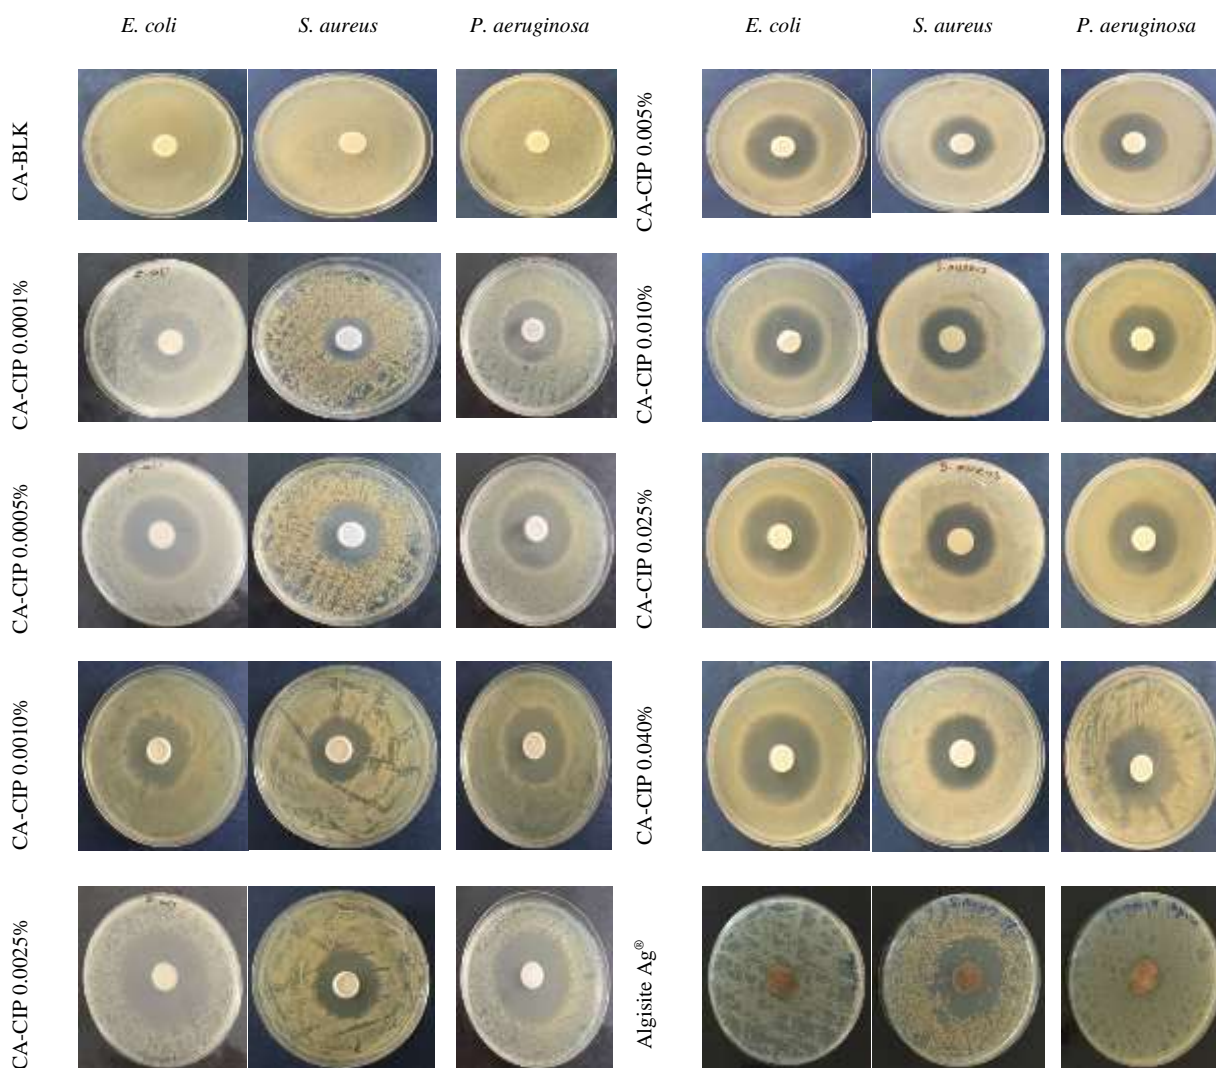 E. coli
S. aureus
P. aeruginosa
E. coli
S. aureus
P. aeruginosa
CA-BLK
CA-CIP 0.005%
CA-CIP 0.0001%
CA-CIP 0.010%
CA-CIP 0.0005%
CA-CIP 0.025%
CA-CIP 0.0010%
CA-CIP 0.040%
CA-CIP 0.0025%
Algisite Ag®